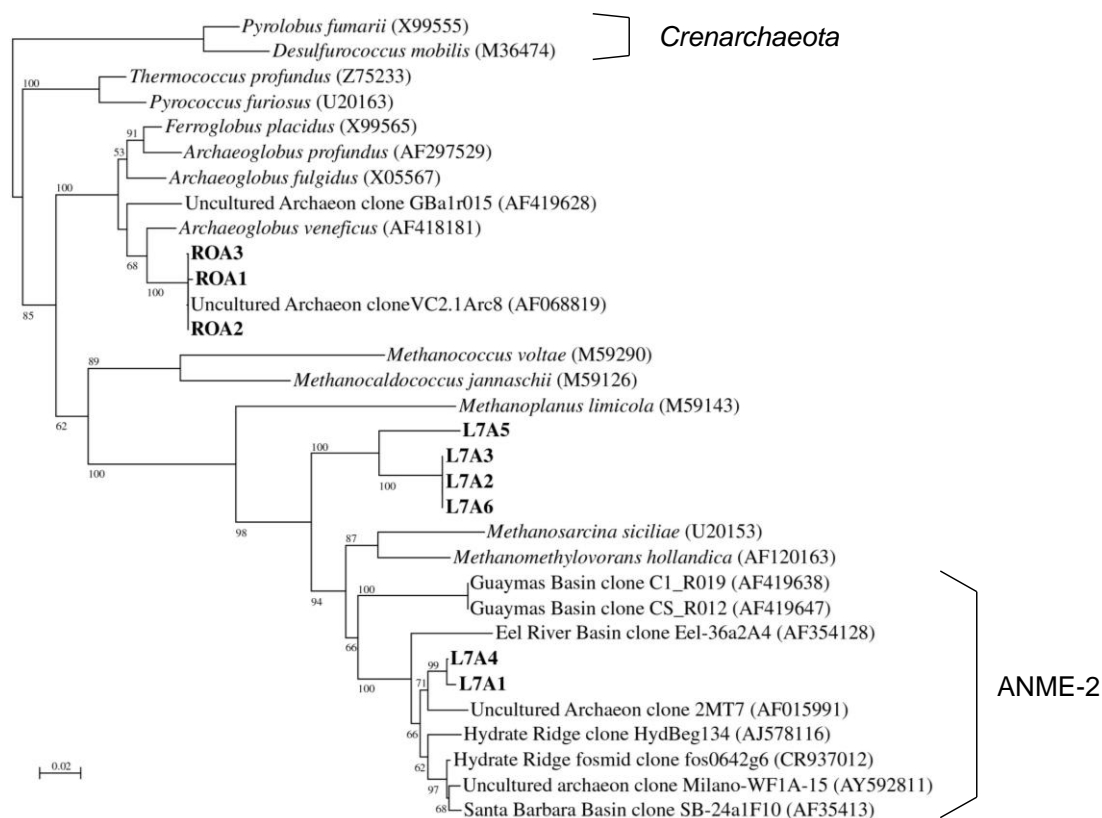 Pyrolobus fumarii (X99555)
Desulfurococcus mobilis (M36474)
Crenarchaeota
100
Thermococcus profundus (Z75233)
Pyrococcus furiosus (U20163)
91
Ferroglobus placidus (X99565)
53
Archaeoglobus profundus (AF297529)
100
Archaeoglobus fulgidus (X05567)
Uncultured Archaeon clone GBa1r015 (AF419628)
Archaeoglobus veneficus (AF418181)
68
ROA3
100
ROA1
Uncultured Archaeon cloneVC2.1Arc8 (AF068819)
85
ROA2
89
Methanococcus voltae (M59290)
Methanocaldococcus jannaschii (M59126)
62
Methanoplanus limicola (M59143)
100
L7A5
100
L7A3
100
L7A2
L7A6
98
87
Methanosarcina siciliae (U20153)
Methanomethylovorans hollandica (AF120163)
94
100
Guaymas Basin clone C1_R019 (AF419638)
Guaymas Basin clone CS_R012 (AF419647)
66
Eel River Basin clone Eel-36a2A4 (AF354128)
99
L7A4
100
71
L7A1
ANME-2
Uncultured Archaeon clone 2MT7 (AF015991)
66
Hydrate Ridge clone HydBeg134 (AJ578116)
62
Hydrate Ridge fosmid clone fos0642g6 (CR937012)
97
Uncultured archaeon clone Milano-WF1A-15 (AY592811)
68
Santa Barbara Basin clone SB-24a1F10 (AF35413)
0.02